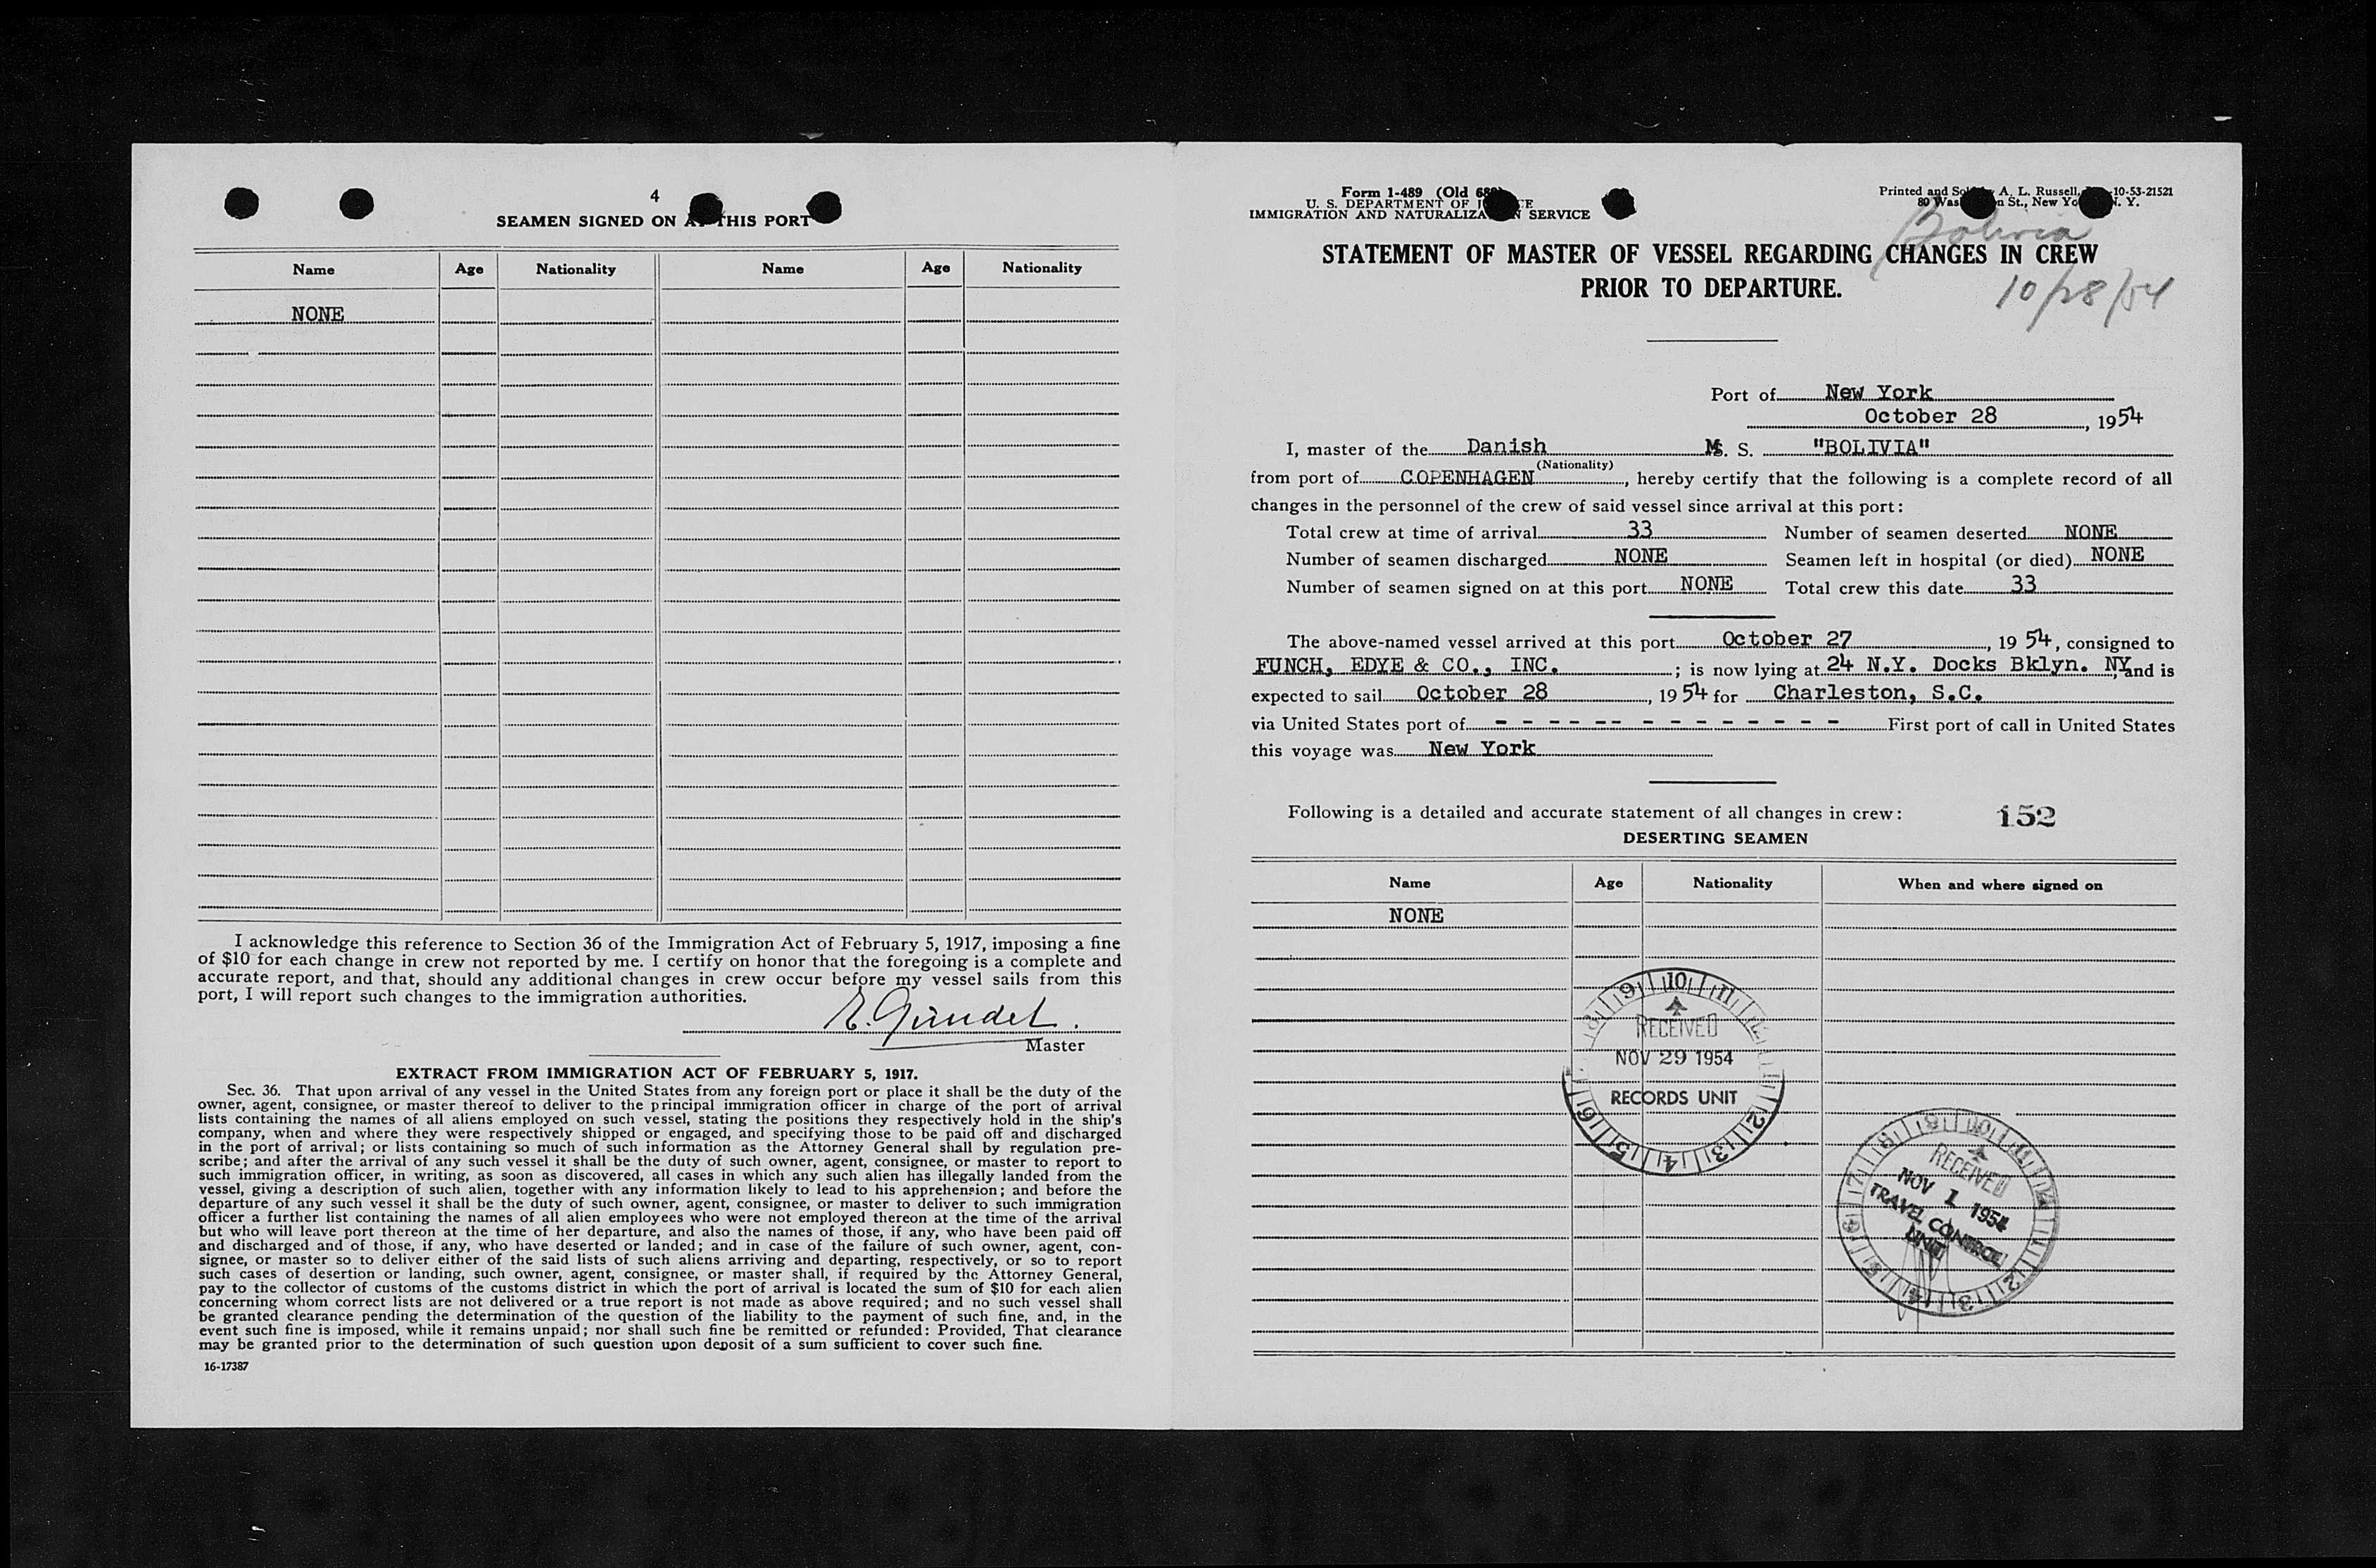 4
SEAMEN SIGNED ON AT THIS PORT
Name Age Nationality Name Age Nationality
NONE
I acknowledge this reference to Section 36 of the Immigration Act of February 5, 1917, imposing a fine
of $10 for each change in crew not reported by me. I certify on honor that the foregoing is a complete and
accurate report, and that, should any additional changes in crew occur before my vessel sails from this
port, I will report such changes to the immigration authorities.
E. Gündel.
Master
EXTRACT FROM IMMIGRATION ACT OF FEBRUARY 5, 1917.
Sec. 36. That upon arrival of any vessel in the United States from any foreign port or place it shall be the duty of the
owner, agent, consignee, or master thereof to deliver to the principal immigration officer in charge of the port of arrival
lists containing the names of all aliens employed on such vessel, stating the positions they respectively hold in the ship's
company, when and where they were respectively shipped or engaged, and specifying those to be paid off and discharged
in the port of arrival; or lists containing so much of such information as the Attorney General shall by regulation pre-
scribe; and after the arrival of any such vessel it shall be the duty of such owner, agent, consignee, or master to report to
such immigration officer, in writing, as soon as discovered, all cases in which any such alien has illegally landed from the
vessel, giving a description of such alien, together with any information likely to lead to his apprehension; and before the
departure of any such vessel it shall be the duty of such owner, agent, consignee, or master to deliver to such immigration
officer a further list containing the names of all alien employees who were not employed thereon at the time of the arrival
but who will leave port thereon at the time of her departure, and also the names of those, if any, who have been paid off
and discharged and of those, if any, who have deserted or landed; and in case of the failure of such owner, agent, con-
signee, or master so to deliver either of the said lists of such aliens arriving and departing, respectively, or so to report
such cases of desertion or landing, such owner, agent, consignee, or master shall, if required by the Attorney General,
pay to the collector of customs of the customs district in which the port of arrival is located the sum of $10 for each alien
concerning whom correct lists are not delivered or a true report is not made as above required; and no such vessel shall
be granted clearance pending the determination of the question of the liability to the payment of such fine, and, in the
event such fine is imposed, while it remains unpaid; nor shall such fine be remitted or refunded: Provided, That clearance
may be granted prior to the determination of such question upon deposit of a sum sufficient to cover such fine.
16-17387
Form 1-489 (Old 689)
U. S. DEPARTMENT OF JUSTICE
IMMIGRATION AND NATURALIZATION SERVICE
Printed and Sold by A. L. Russell, 10-53-21521
80 Washington St., New York, N. Y.
Bolivia
STATEMENT OF MASTER OF VESSEL REGARDING CHANGES IN CREW
PRIOR TO DEPARTURE.
10/28/54
Port of New York
October 28, 1954
I, master of the Danish M. S. "BOLIVIA"
(Nationality)
from port of COPENHAGEN, hereby certify that the following is a complete record of all
changes in the personnel of the crew of said vessel since arrival at this port:
Total crew at time of arrival 33 Number of seamen deserted NONE
Number of seamen discharged NONE Seamen left in hospital (or died) NONE
Number of seamen signed on at this port NONE Total crew this date 33
The above-named vessel arrived at this port October 27, 1954, consigned to
FUNCH, EDYE & CO., INC.; is now lying at 24 N.Y. Docks Bklyn. NY, and is
expected to sail October 28, 1954 for Charleston, S.C.
via United States port of - - - - -- - - - - - - - - - First port of call in United States
this voyage was New York
Following is a detailed and accurate statement of all changes in crew: 152
DESERTING SEAMEN
Name Age Nationality When and where signed on
NONE
RECEIVED
NOV 29 1954
RECORDS UNIT
RECEIVED
NOV 1 1954
TRAVEL CONTROL
UNIT